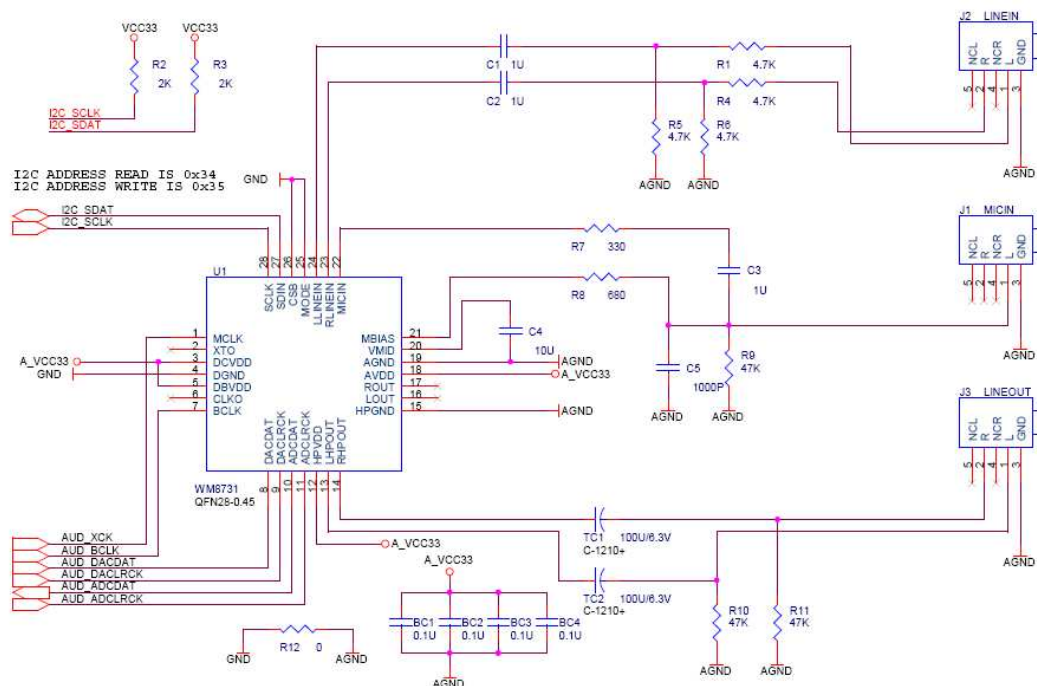 VCC33 VCC33
R2 2K
R3 2K
I2C_SCLK
I2C_SDAT
C1 1U
C2 1U
R1 4.7K
R4 4.7K
R5 4.7K
R6 4.7K
AGND AGND
J2 LINEIN
NCL R NCR L GND
5 2 4 1 3
AGND
I2C ADDRESS READ IS 0x34
I2C ADDRESS WRITE IS 0x35
GND
I2C_SDAT
I2C_SCLK
R7 330
R8 680
C3 1U
C4 10U
C5 1000P
R9 47K
AGND AGND
J1 MICIN
NCL R NCR L GND
5 2 4 1 3
AGND
U1
28 27 26 25 24 23 22
SCLK SDIN CSB MODE LLINEIN RLINEIN MICIN
1 MCLK
2 XTO
3 DCVDD
4 DGND
5 DBVDD
6 CLKO
7 BCLK
A_VCC33
GND
MBIAS 21
VMID 20
AGND 19
AVDD 18
ROUT 17
LOUT 16
HPGND 15
AGND
A_VCC33
AGND
DACDAT DACLRCK ADCDAT ADCLRCK HPVDD LHPOUT RHPOUT
8 9 10 11 12 13 14
WM8731
QFN28-0.45
J3 LINEOUT
NCL R NCR L GND
5 2 4 1 3
AGND
AUD_XCK
AUD_BCLK
AUD_DACDAT
AUD_DACLRCK
AUD_ADCDAT
AUD_ADCLRCK
A_VCC33
TC1 100U/6.3V
C-1210+
TC2 100U/6.3V
C-1210+
R10 47K
R11 47K
AGND AGND
A_VCC33
BC1 0.1U
BC2 0.1U
BC3 0.1U
BC4 0.1U
AGND
R12 0
GND AGND